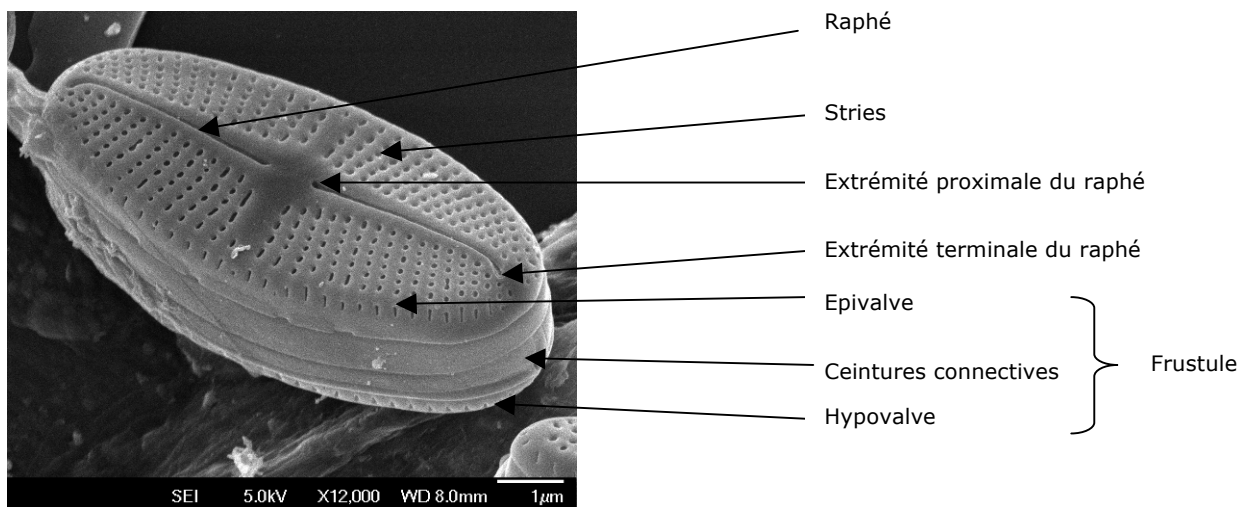 Raphé
Stries
Extrémité proximale du raphé
Extrémité terminale du raphé
Epivalve
Ceintures connectives
Frustule
Hypovalve
SEI 5.0kV X12,000 WD 8.0mm 1μm